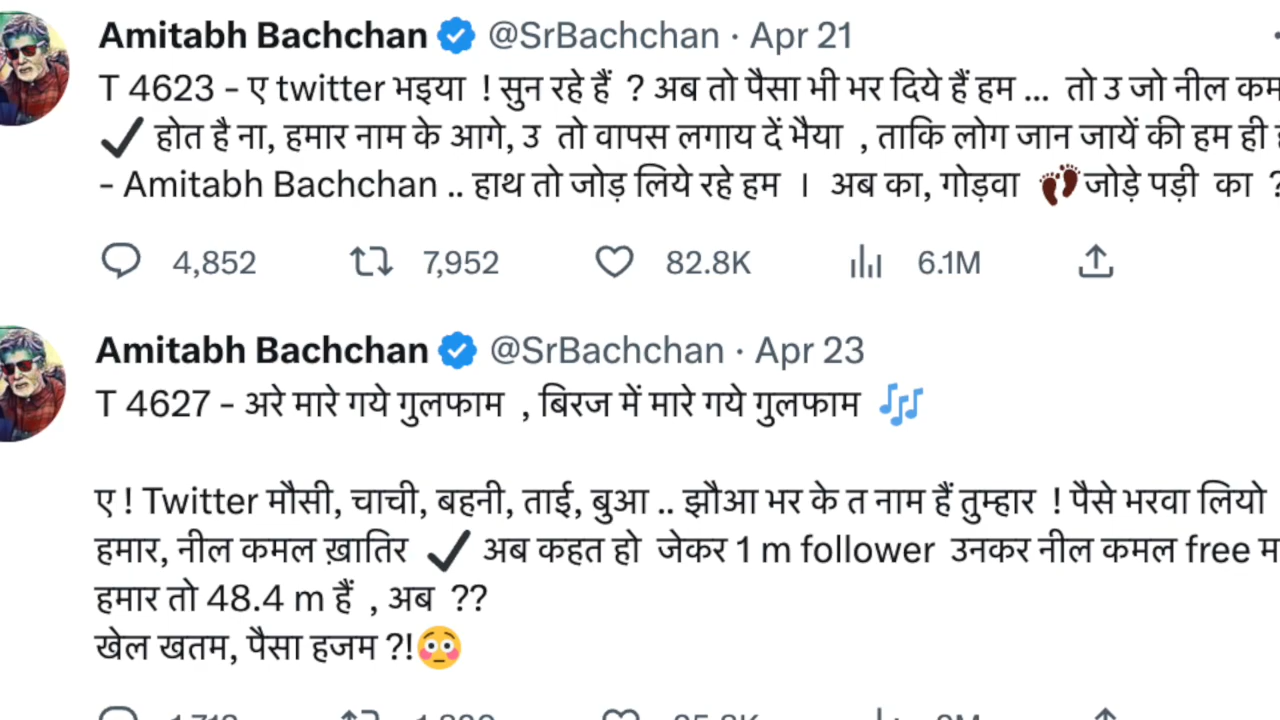 Amitabh Bachchan @SrBachchan · Apr 21
T 4623 - ए twitter भइया ! सुन रहे हैं ? अब तो पैसा भी भर दिये हैं हम ... तो उ जो नील
✔️ होत है ना, हमार नाम के आगे, उ तो वापस लगाय दें भैया , ताकि लोग जान जायें की हम ही
- Amitabh Bachchan .. हाथ तो जोड़ लिये रहे हम । अब का, गोड़वा 👣जोड़े पड़ी का ?
4,852 7,952 82.8K 6.1M
Amitabh Bachchan @SrBachchan · Apr 23
T 4627 - अरे मारे गये गुलफाम , बिरज में मारे गये गुलफाम 🎶
ए ! Twitter मौसी, चाची, बहनी, ताई, बुआ .. झौआ भर के त नाम हैं तुम्हार ! पैसे भरवा लियो
हमार, नील कमल ख़ातिर ✔️ अब कहत हो जेकर 1 m follower उनकर नील कमल free
हमार तो 48.4 m हैं , अब ??
खेल खतम, पैसा हजम ?!😳